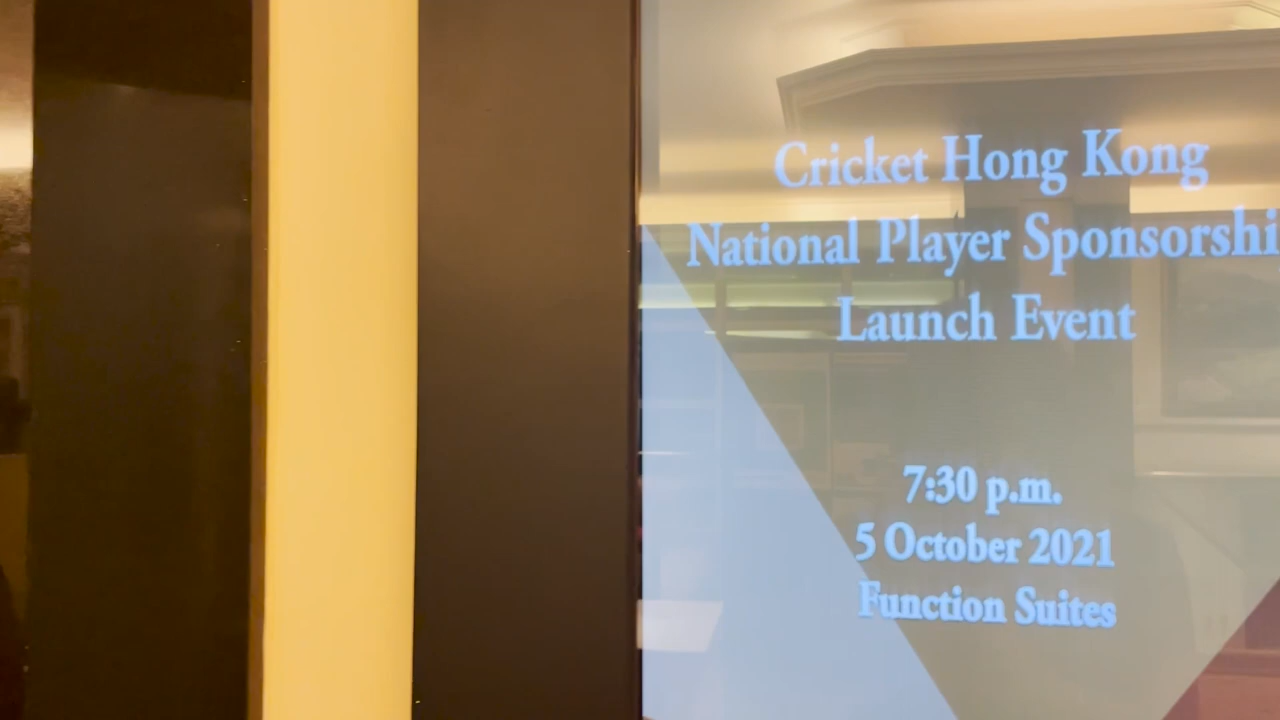 Cricket Hong Kong
National Player Sponsorshi
Launch Event
7:30 p.m.
5 October 2021
Function Suites